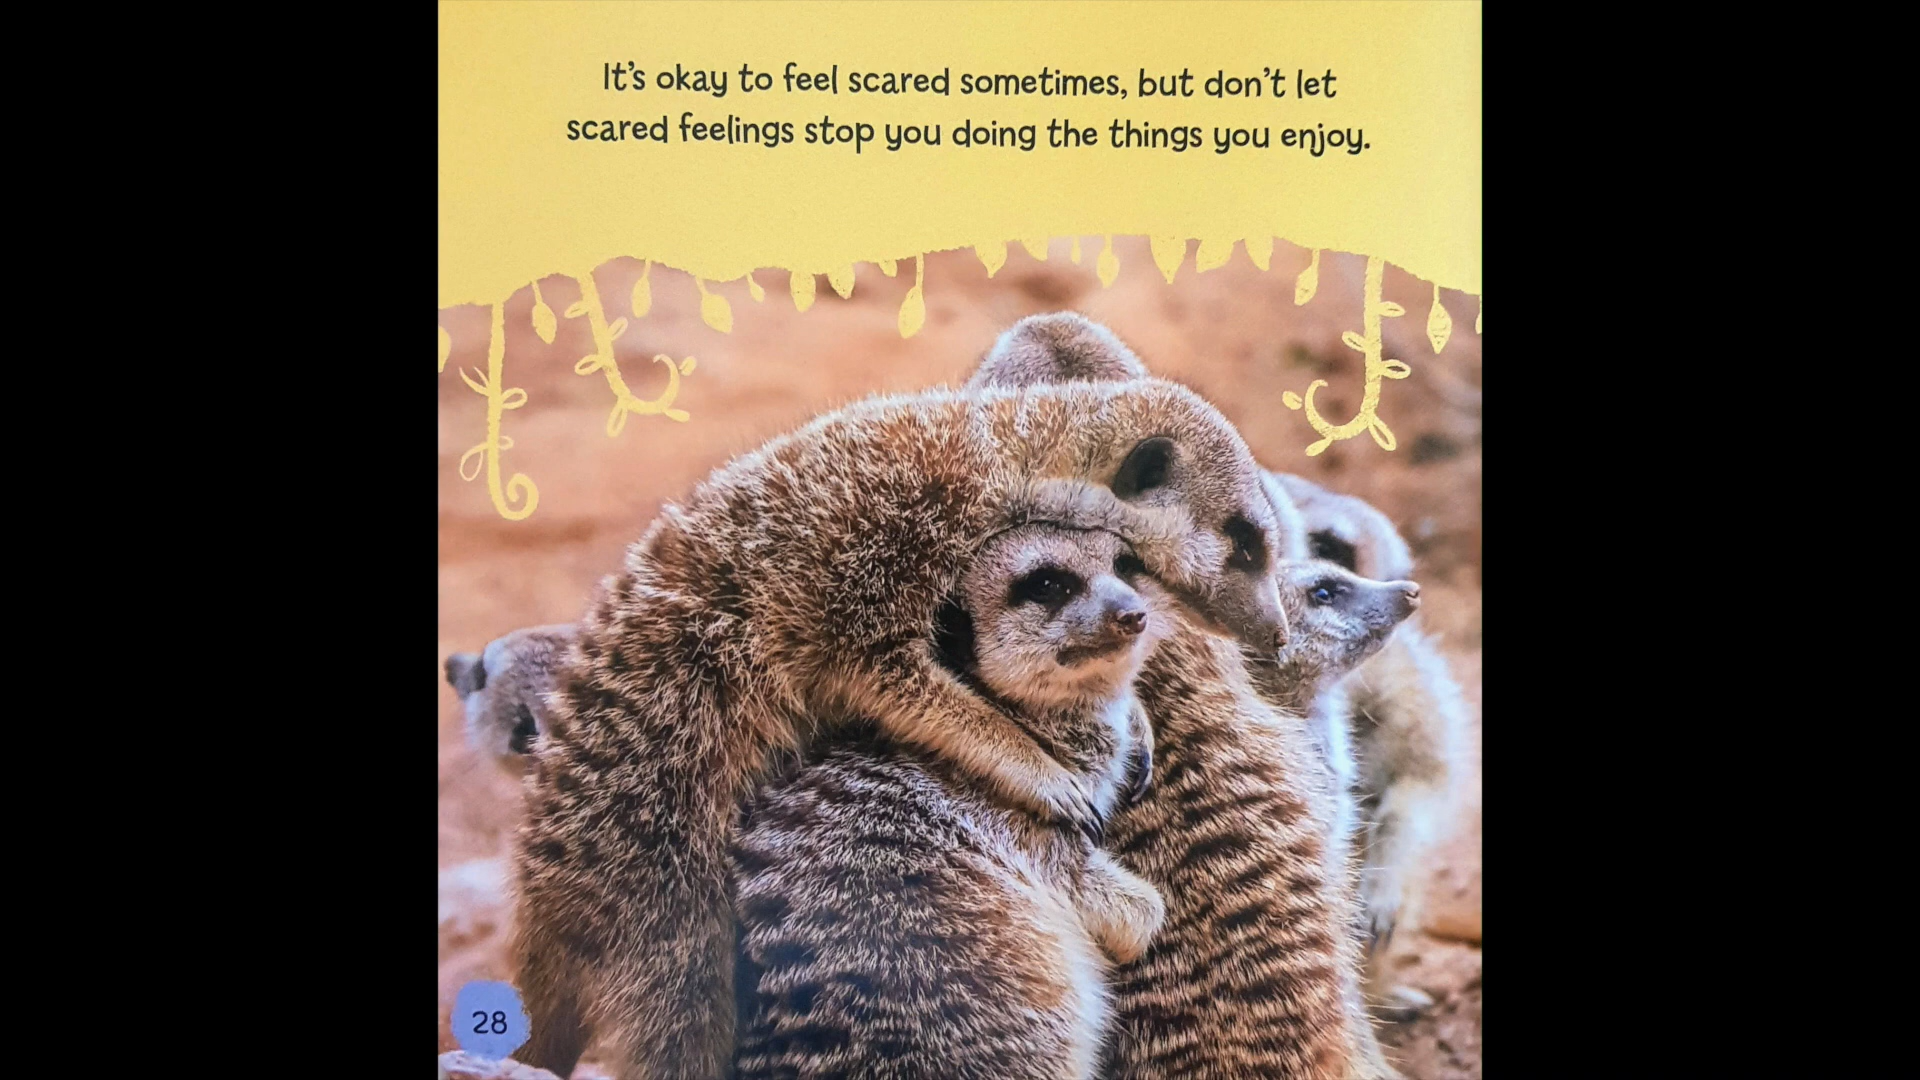 It's okay to feel scared sometimes, but don't let
scared feelings stop you doing the things you enjoy.
28